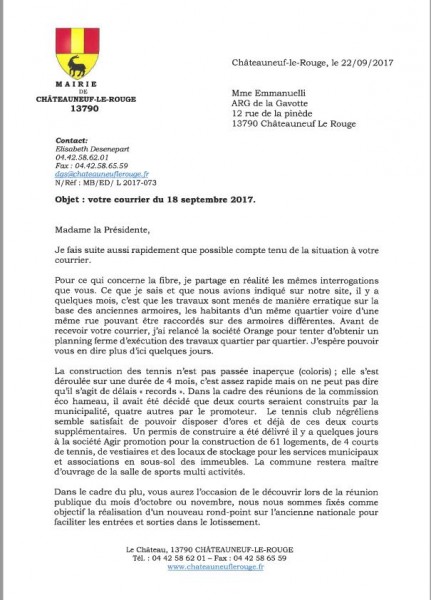 MAIRIE
DE
CHÂTEAUNEUF-LE-ROUGE
13790
Châteauneuf-le-Rouge, le 22/09/2017
Mme Emmanuelli
ARG de la Gavotte
12 rue de la pinède
13790 Châteauneuf Le Rouge
Contact:
Elisabeth Desenepart
04.42.58.62.01
Fax : 04.42.58.65.59
dgs@chateauneuflerouge.fr
N/Réf : MB/ED/ L 2017-073
Objet : votre courrier du 18 septembre 2017.
Madame la Présidente,
Je fais suite aussi rapidement que possible compte tenu de la situation à votre
courrier.
Pour ce qui concerne la fibre, je partage en réalité les mêmes interrogations
que vous. Ce que je sais et que nous avions indiqué sur notre site, il y a
quelques mois, c'est que les travaux sont menés de manière erratique sur la
base des anciennes armoires, les habitants d'un même quartier voire d'une
même rue pouvant être raccordés sur des armoires différentes. Avant de
recevoir votre courrier, j'ai relancé la société Orange pour tenter d'obtenir un
planning ferme d'exécution des travaux quartier par quartier. J'espère pouvoir
vous en dire plus d'ici quelques jours.
La construction des tennis n'est pas passée inaperçue (coloris) ; elle s'est
déroulée sur une durée de 4 mois, c'est assez rapide mais on ne peut pas dire
qu'il s'agit de délais « records ». Dans la cadre des réunions de la commission
éco hameau, il avait été décidé que deux courts seraient construits par la
municipalité, quatre autres par le promoteur. Le tennis club négréliens
semble satisfait de pouvoir disposer d'ores et déjà de ces deux courts
supplémentaires. Un permis de construire a été délivré il y a quelques jours
à la société Agir promotion pour la construction de 61 logements, de 4 courts
de tennis, de vestiaires et des locaux de stockage pour les services municipaux
et associations en sous-sol des immeubles. La commune restera maître
d'ouvrage de la salle de sports multi activités.
Dans le cadre du plu, vous aurez l'occasion de le découvrir lors de la réunion
publique du mois d'octobre ou novembre, nous nous sommes fixés comme
objectif la réalisation d'un nouveau rond-point sur l'ancienne nationale pour
faciliter les entrées et sorties dans le lotissement.
Le Château, 13790 CHÂTEAUNEUF-LE-ROUGE
Tél. : 04 42 58 62 01 – Fax : 04 42 58 65 59
www.chateauneuflerouge.fr